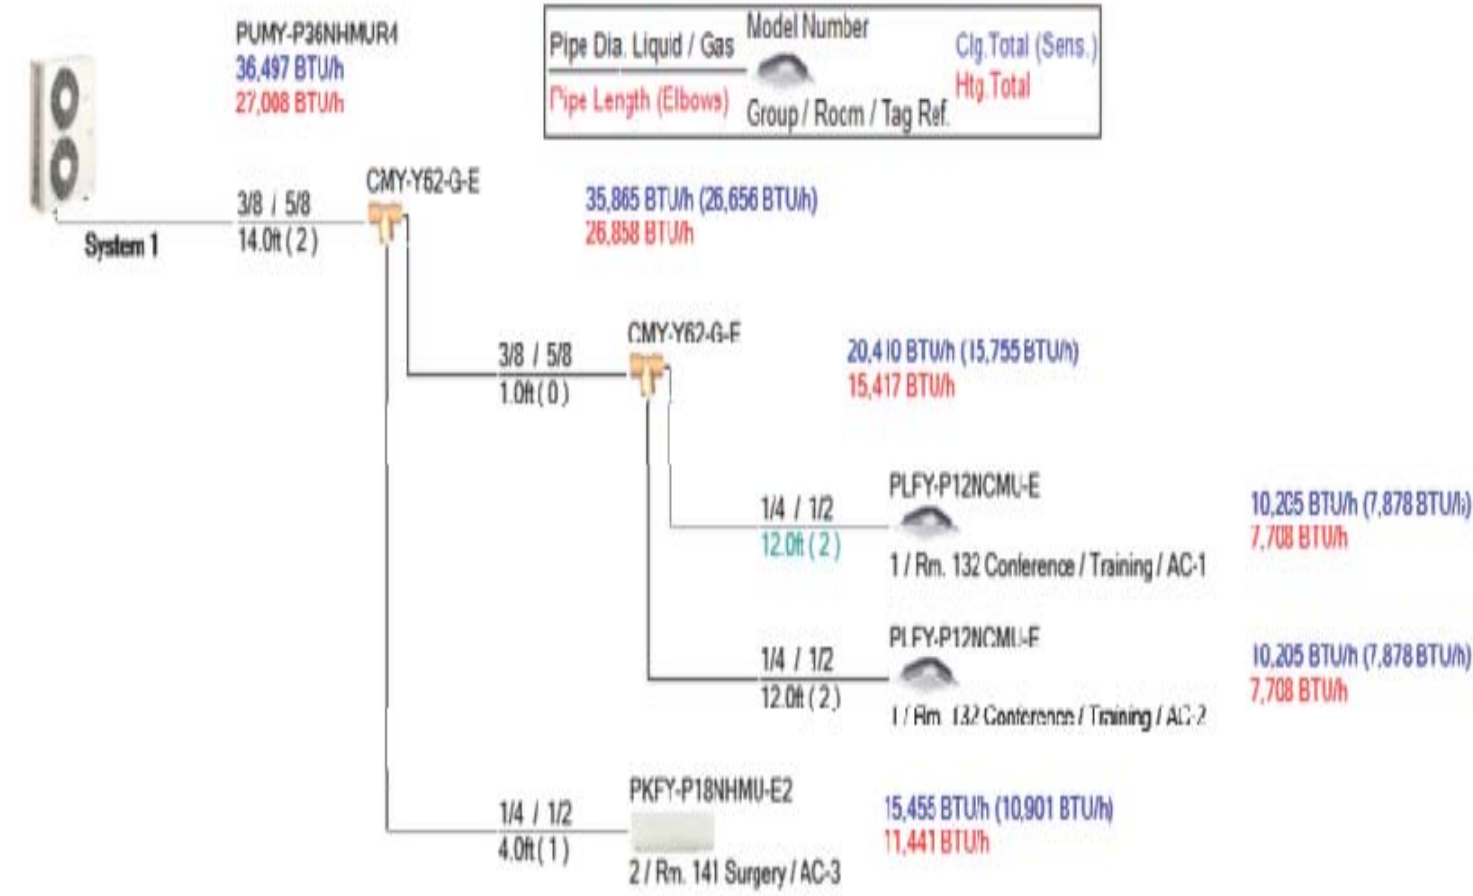 PUMY-P36NHMUR4
36,497 BTU/h
27,008 BTU/h
Pipe Dia. Liquid / Gas
Pipe Length (Elbows)
Model Number
Group / Room / Tag Ref.
Clg.Total (Sens.)
Htg.Total
System 1
3/8 / 5/8
14.0ft ( 2 )
CMY-Y62-G-E
35,865 BTU/h (26,656 BTU/h)
26,858 BTU/h
3/8 / 5/8
1.0ft ( 0 )
CMY-Y62-G-E
20,410 BTU/h (15,755 BTU/h)
15,417 BTU/h
1/4 / 1/2
12.0ft ( 2 )
PLFY-P12NCMU-E
1 / Rm. 132 Conference / Training / AC-1
10,205 BTU/h (7,878 BTU/h)
7,708 BTU/h
1/4 / 1/2
12.0ft ( 2 )
PLFY-P12NCMU-E
1 / Rm. 132 Conference / Training / AC-2
10,205 BTU/h (7,878 BTU/h)
7,708 BTU/h
1/4 / 1/2
4.0ft ( 1 )
PKFY-P18NHMU-E2
2 / Rm. 141 Surgery / AC-3
15,455 BTU/h (10,901 BTU/h)
11,441 BTU/h